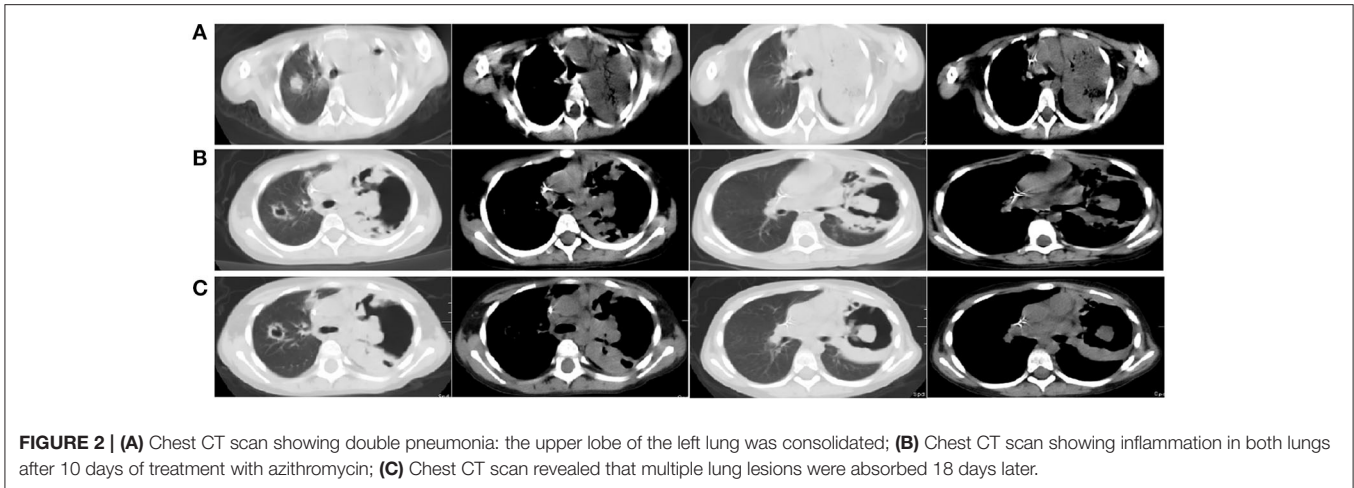 A
B
C
FIGURE 2 | (A) Chest CT scan showing double pneumonia: the upper lobe of the left lung was consolidated; (B) Chest CT scan showing inflammation in both lungs
after 10 days of treatment with azithromycin; (C) Chest CT scan revealed that multiple lung lesions were absorbed 18 days later.